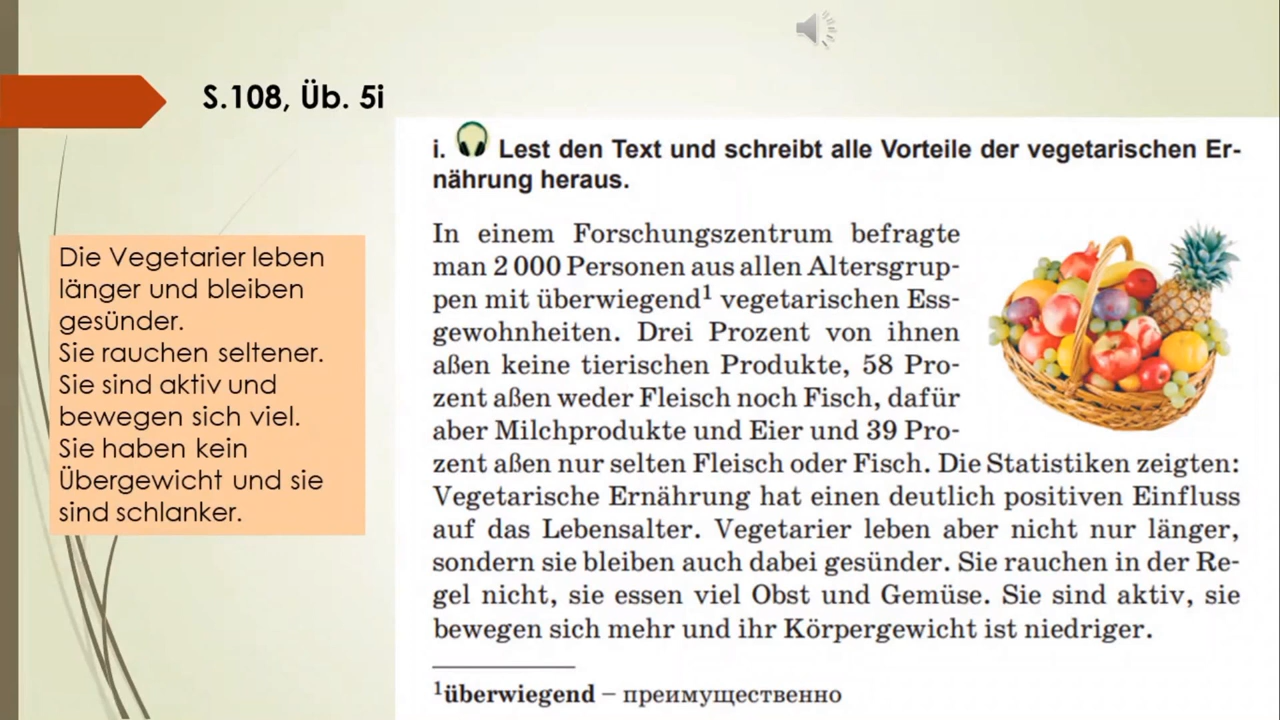 S.108, Üb. 5i
Die Vegetarier leben
länger und bleiben
gesünder.
Sie rauchen seltener.
Sie sind aktiv und
bewegen sich viel.
Sie haben kein
Übergewicht und sie
sind schlanker.
i. Lest den Text und schreibt alle Vorteile der vegetarischen Er-
nährung heraus.
In einem Forschungszentrum befragte
man 2 000 Personen aus allen Altersgrup-
pen mit überwiegend¹ vegetarischen Ess-
gewohnheiten. Drei Prozent von ihnen
aßen keine tierischen Produkte, 58 Pro-
zent aßen weder Fleisch noch Fisch, dafür
aber Milchprodukte und Eier und 39 Pro-
zent aßen nur selten Fleisch oder Fisch. Die Statistiken zeigten:
Vegetarische Ernährung hat einen deutlich positiven Einfluss
auf das Lebensalter. Vegetarier leben aber nicht nur länger,
sondern sie bleiben auch dabei gesünder. Sie rauchen in der Re-
gel nicht, sie essen viel Obst und Gemüse. Sie sind aktiv, sie
bewegen sich mehr und ihr Körpergewicht ist niedriger.
¹überwiegend – преимущественно